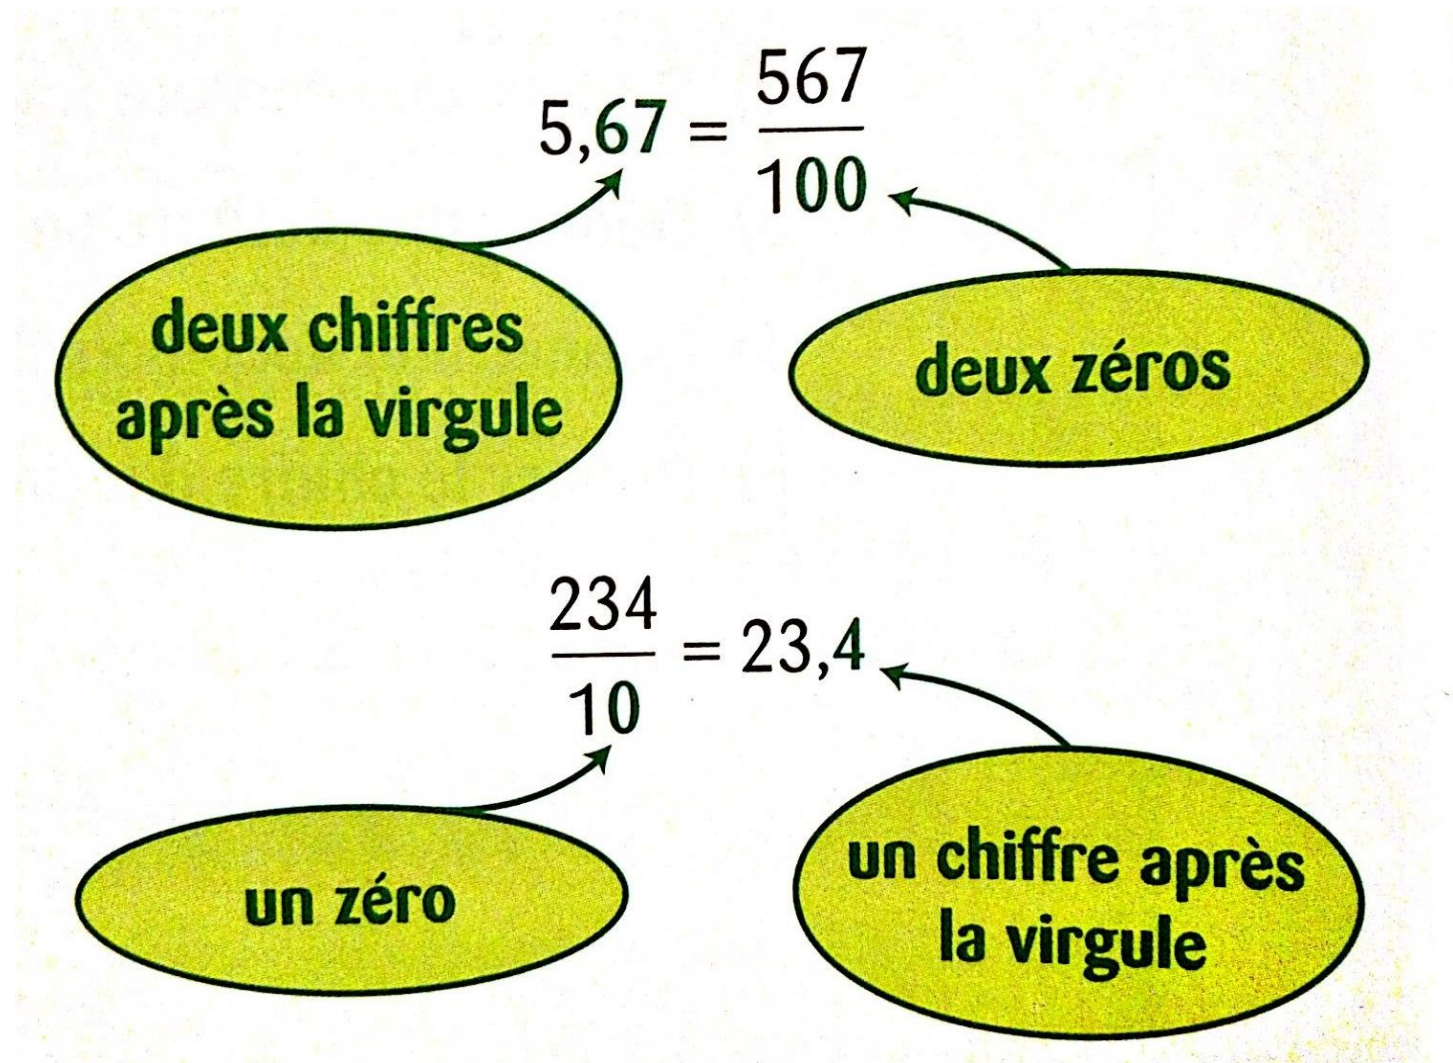 5,67 = 567/100
deux chiffres
après la virgule
deux zéros
234/10 = 23,4
un zéro
un chiffre après
la virgule